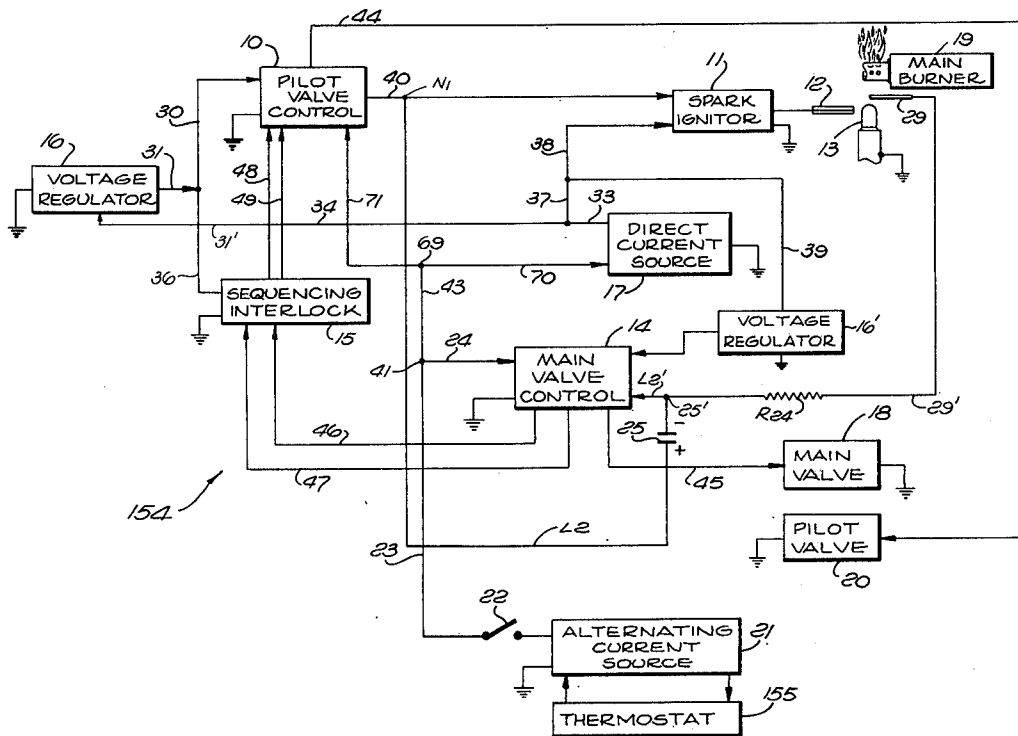 44
10
PILOT
VALVE
CONTROL
40
N1
11
SPARK
IGNITOR
12
19
MAIN
BURNER
29
13
30
16
VOLTAGE
REGULATOR
31
48
49
71
38
37
33
34
31'
36
69
43
70
DIRECT
CURRENT
SOURCE
17
39
SEQUENCING
INTERLOCK
15
14
VOLTAGE
REGULATOR
16'
41
24
MAIN
VALVE
CONTROL
L2'
25'
R24
29'
46
47
25
-
+
45
18
MAIN
VALVE
154
L2
23
PILOT
VALVE
20
22
ALTERNATING
CURRENT
SOURCE
21
155
THERMOSTAT